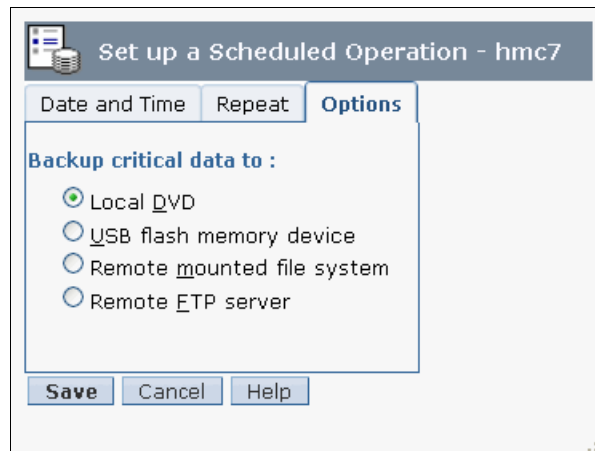 Set up a Scheduled Operation - hmc7
Date and Time Repeat Options
Backup critical data to :
Local DVD
USB flash memory device
Remote mounted file system
Remote FTP server
Save Cancel Help